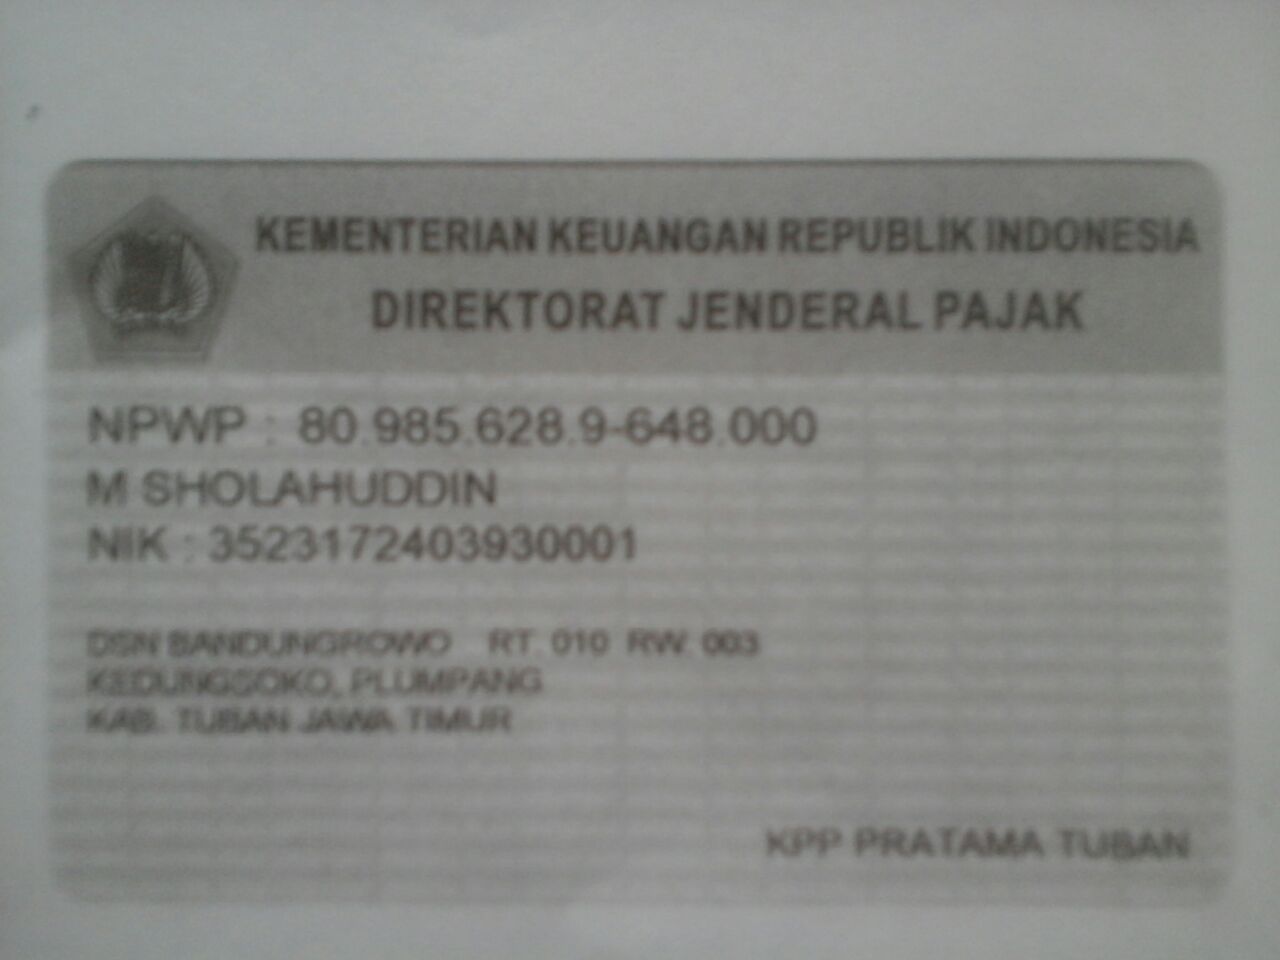 KEMENTERIAN KEUANGAN REPUBLIK INDONESIA
DIREKTORAT JENDERAL PAJAK
NPWP : 80.985.628.9-648.000
M SHOLAHUDDIN
NIK : 3523172403930001
DSN BANDUNGROWO RT. 010 RW. 003
KEDUNGSOKO, PLUMPANG
KAB. TUBAN JAWA TIMUR
KPP PRATAMA TUBAN